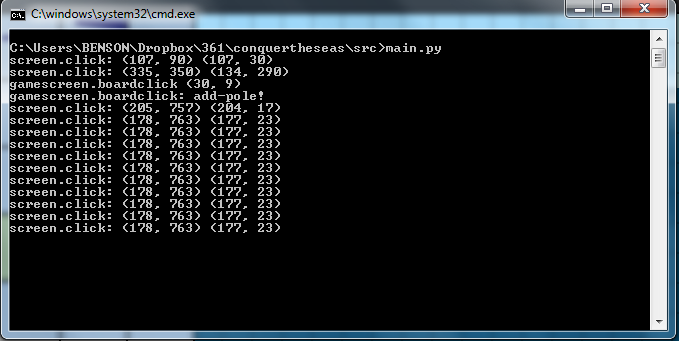 C:\windows\system32\cmd.exe
C:\Users\BENSON\Dropbox\361\conquertheseas\src>main.py
screen.click: (107, 90) (107, 30)
screen.click: (335, 350) (134, 290)
gamescreen.boardclick (30, 9)
gamescreen.boardclick: add-pole!
screen.click: (205, 757) (204, 17)
screen.click: (178, 763) (177, 23)
screen.click: (178, 763) (177, 23)
screen.click: (178, 763) (177, 23)
screen.click: (178, 763) (177, 23)
screen.click: (178, 763) (177, 23)
screen.click: (178, 763) (177, 23)
screen.click: (178, 763) (177, 23)
screen.click: (178, 763) (177, 23)
screen.click: (178, 763) (177, 23)
screen.click: (178, 763) (177, 23)